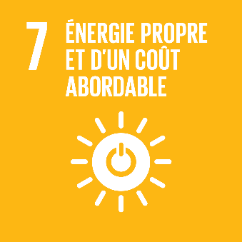 7 ÉNERGIE PROPRE
ET D'UN COÛT
ABORDABLE